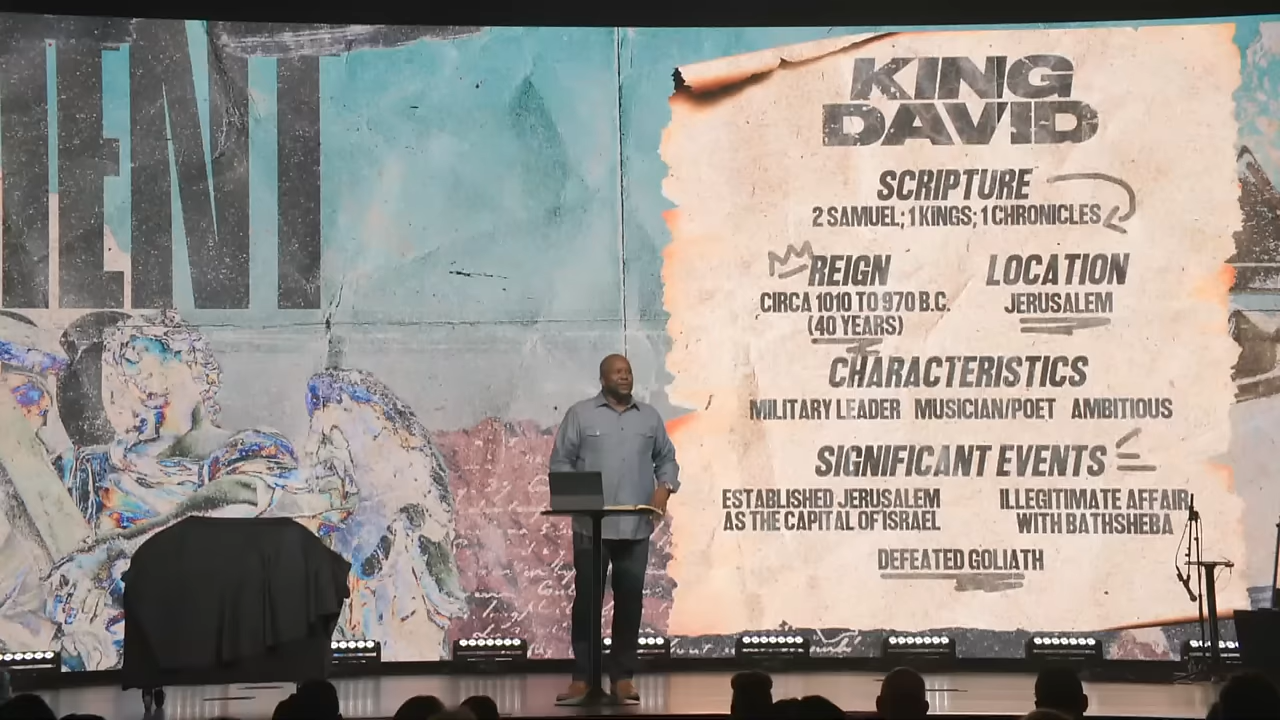 IENT
KING
DAVID
SCRIPTURE
2 SAMUEL; 1 KINGS; 1 CHRONICLES
REIGN
CIRCA 1010 TO 970 B.C.
(40 YEARS)
LOCATION
JERUSALEM
CHARACTERISTICS
MILITARY LEADER MUSICIAN/POET AMBITIOUS
SIGNIFICANT EVENTS
ESTABLISHED JERUSALEM
AS THE CAPITAL OF ISRAEL
ILLEGITIMATE AFFAIR
WITH BATHSHEBA
DEFEATED GOLIATH